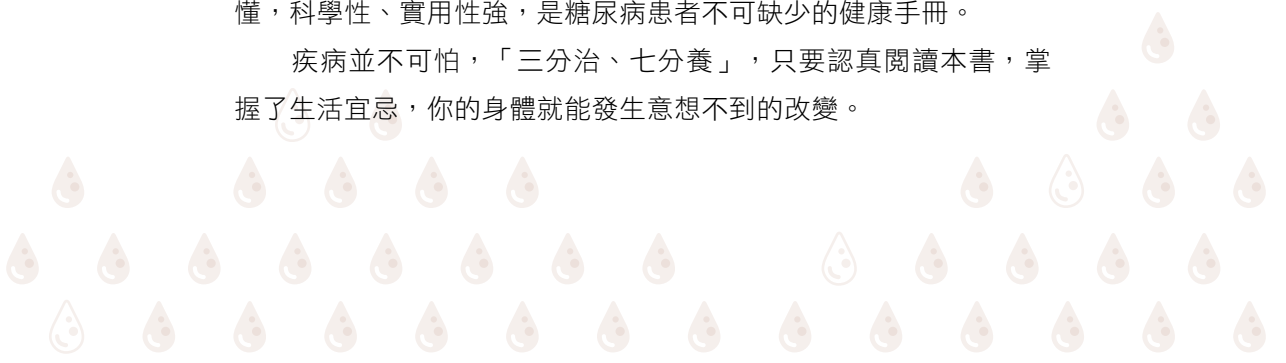 懂，科學性、實用性強，是糖尿病患者不可缺少的健康手冊。
疾病並不可怕，「三分治、七分養」，只要認真閱讀本書，掌
握了生活宜忌，你的身體就能發生意想不到的改變。